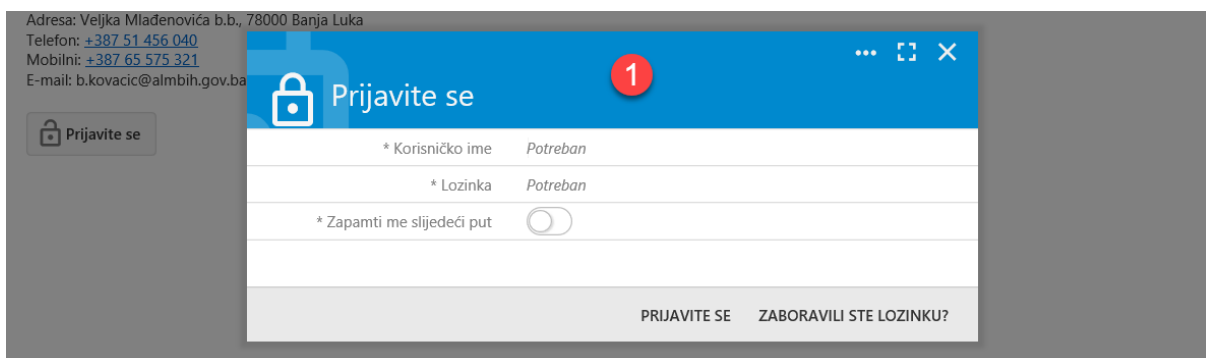 Adresa: Veljka Mlađenovića b.b., 78000 Banja Luka
Telefon: +387 51 456 040
Mobilni: +387 65 575 321
E-mail: b.kovacic@almbih.gov.ba
Prijavite se
1
Prijavite se
* Korisničko ime Potreban
* Lozinka Potreban
* Zapamti me slijedeći put
PRIJAVITE SE ZABORAVILI STE LOZINKU?